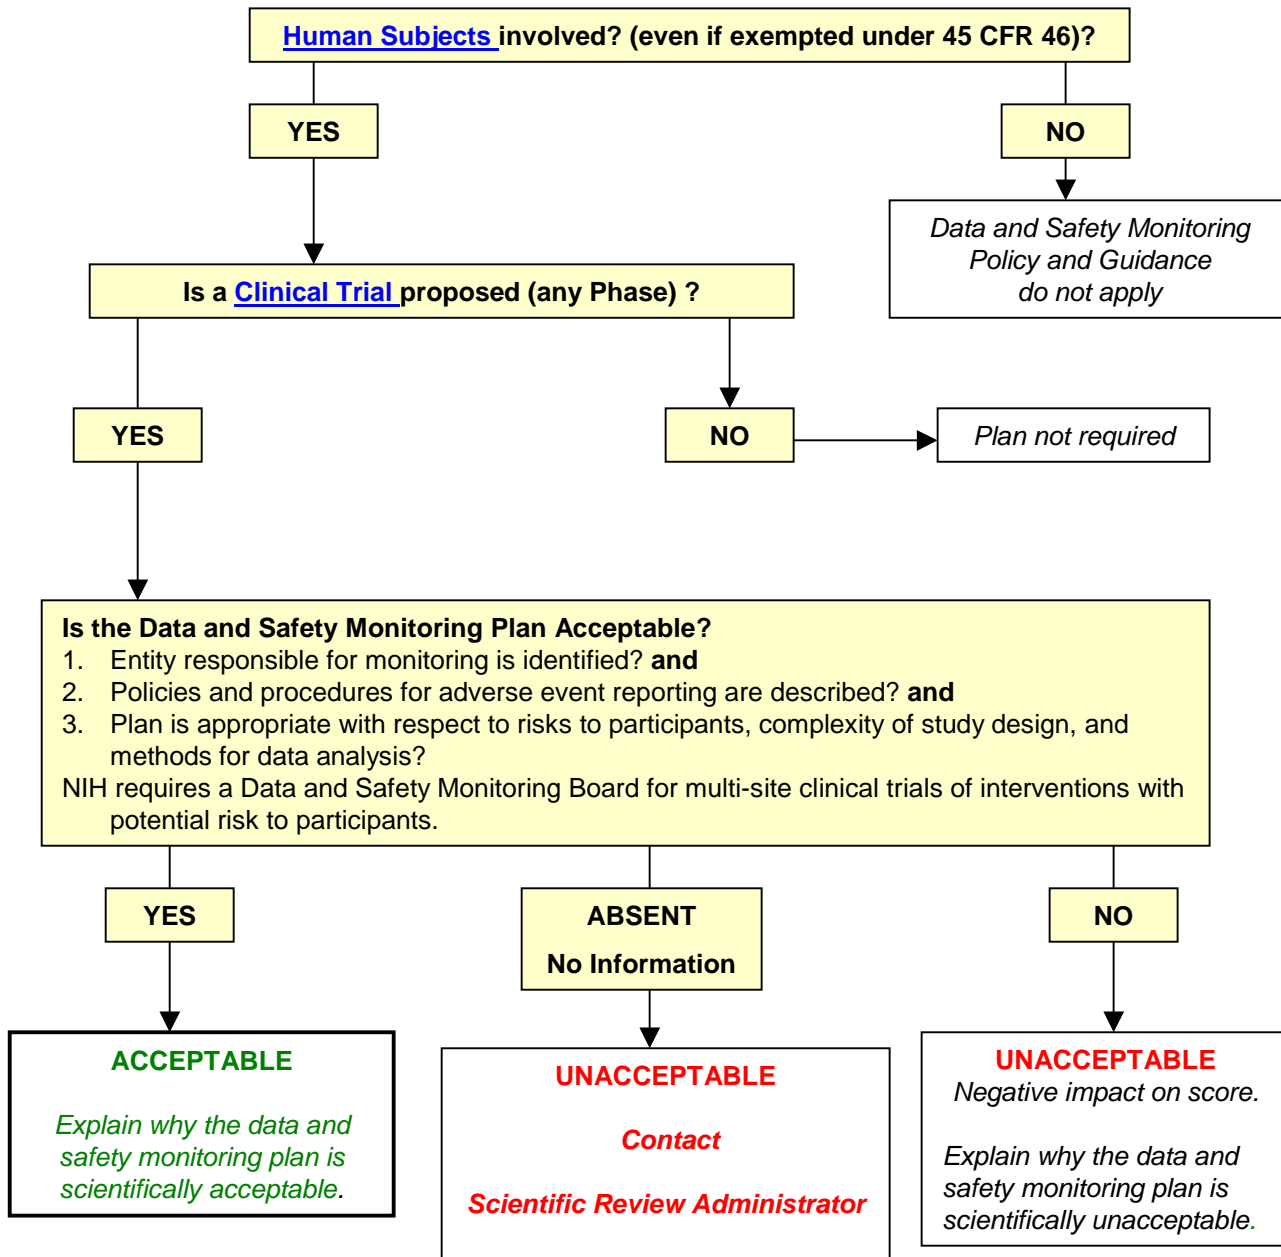 Human Subjects involved? (even if exempted under 45 CFR 46)?
YES
NO
Data and Safety Monitoring
Policy and Guidance
do not apply
Is a Clinical Trial proposed (any Phase) ?
YES
NO
Plan not required
Is the Data and Safety Monitoring Plan Acceptable?
1. Entity responsible for monitoring is identified? and
2. Policies and procedures for adverse event reporting are described? and
3. Plan is appropriate with respect to risks to participants, complexity of study design, and
methods for data analysis?
NIH requires a Data and Safety Monitoring Board for multi-site clinical trials of interventions with
potential risk to participants.
YES
ABSENT
No Information
NO
ACCEPTABLE
Explain why the data and
safety monitoring plan is
scientifically acceptable.
UNACCEPTABLE
Contact
Scientific Review Administrator
UNACCEPTABLE
Negative impact on score.
Explain why the data and
safety monitoring plan is
scientifically unacceptable.